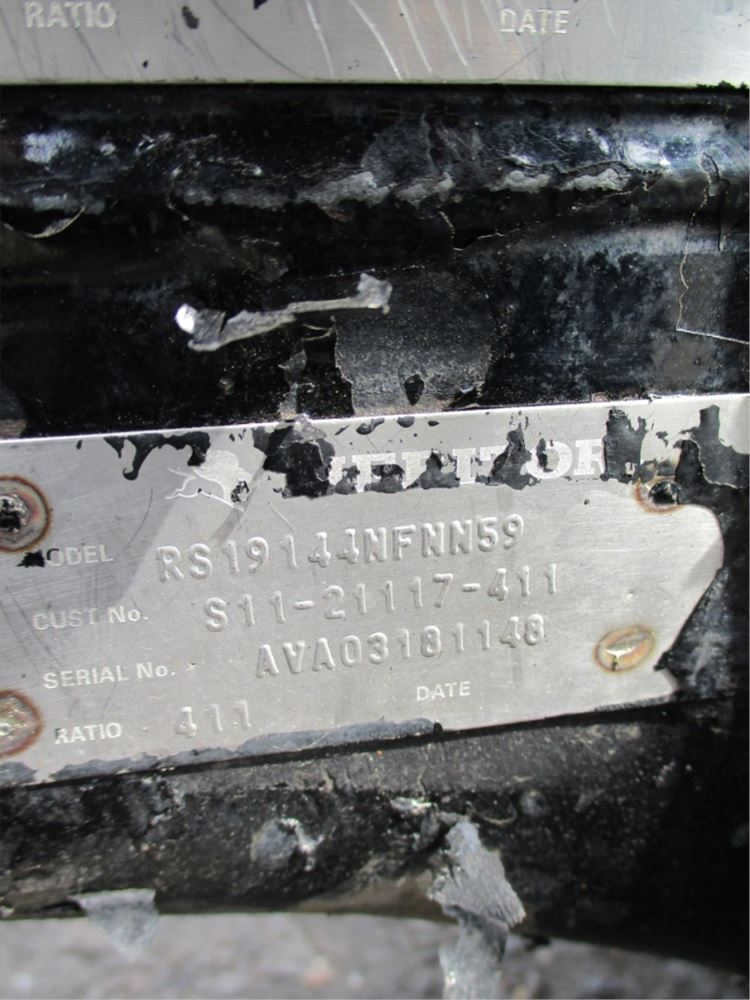 RATIO DATE
MERITOR
MODEL RS19144NFNN59
CUST No. S11-21117-411
SERIAL No. AVA03181148
DATE
RATIO 411